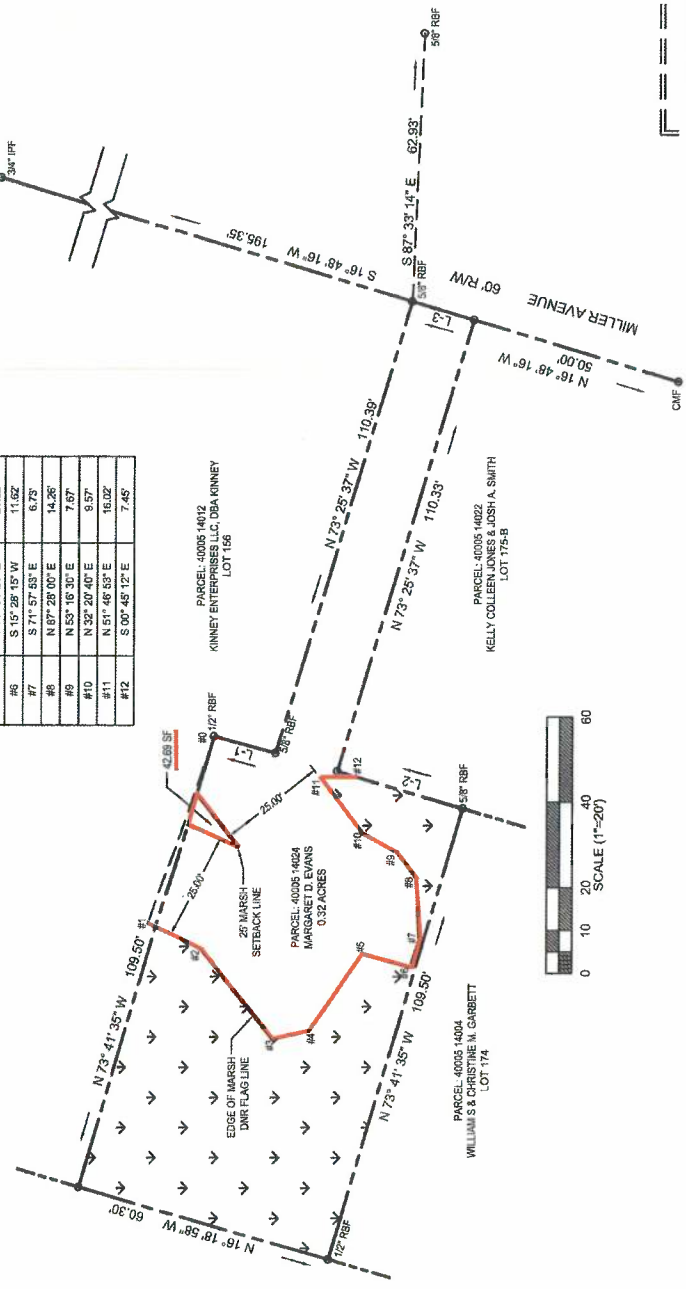 #6 S 15° 28' 15" W 11.62'
#7 S 71° 57' 53" E 6.73'
#8 N 87° 28' 00" E 14.26'
#9 N 53° 16' 30" E 7.67'
#10 N 32° 20' 40" E 9.57'
#11 N 51° 46' 53" E 16.02'
#12 S 00° 45' 12" E 7.45'
3/4" IPF
S 16° 48' 16" W 195.35'
S 87° 33' 14" E 62.93'
5/8" RBF
5/8" RBF
60' R/W
MILLER AVENUE
L-3
N 16° 48' 16" W
50.00'
CMF
PARCEL: 40005 14012
KINNEY ENTERPRISES LLC, DBA KINNEY
LOT 156
N 73° 25' 37" W 110.39'
N 73° 25' 37" W 110.33'
PARCEL: 40005 14022
KELLY COLLEEN JONES & JOSH A. SMITH
LOT 175-B
42.69 SF
#0
1/2" RBF
L-1
5/8" RBF
25.00'
25.00'
25' MARSH
SETBACK LINE
PARCEL: 40005 14024
MARGARET D. EVANS
0.32 ACRES
#1
#2
#3
#4
#5
#6
#7
#8
#9
#10
#11
#12
L-2
5/8" RBF
EDGE OF MARSH
DNR FLAG LINE
N 73° 41' 35" W 109.50'
N 73° 41' 35" W 109.50'
N 16° 18' 58" W 60.30'
1/2" RBF
PARCEL: 40005 14004
WILLIAM S & CHRISTINE M. GARBETT
LOT 174
0 10 20 40 60
SCALE (1"=20')